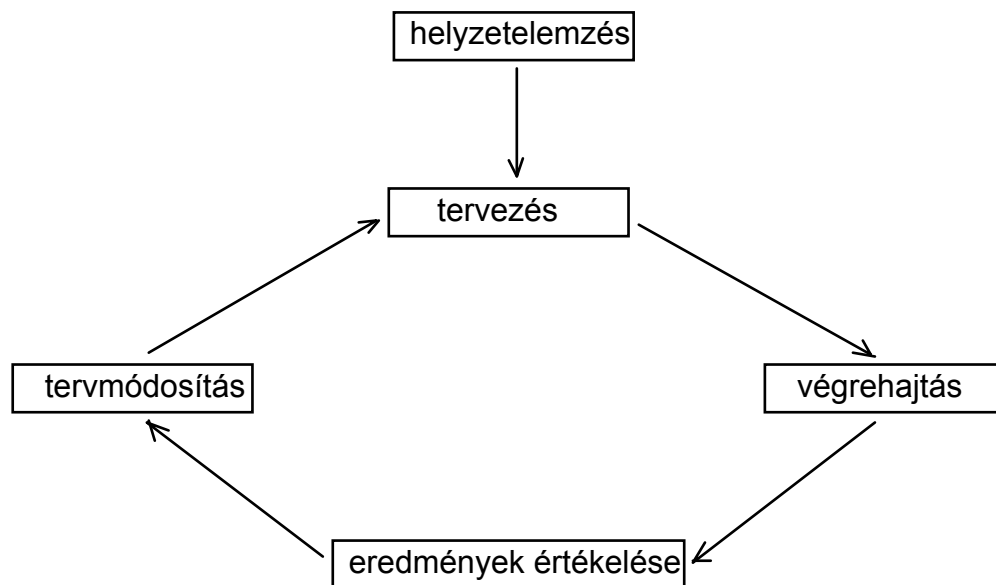 helyzetelemzés
tervezés
tervmódosítás
végrehajtás
eredmények értékelése